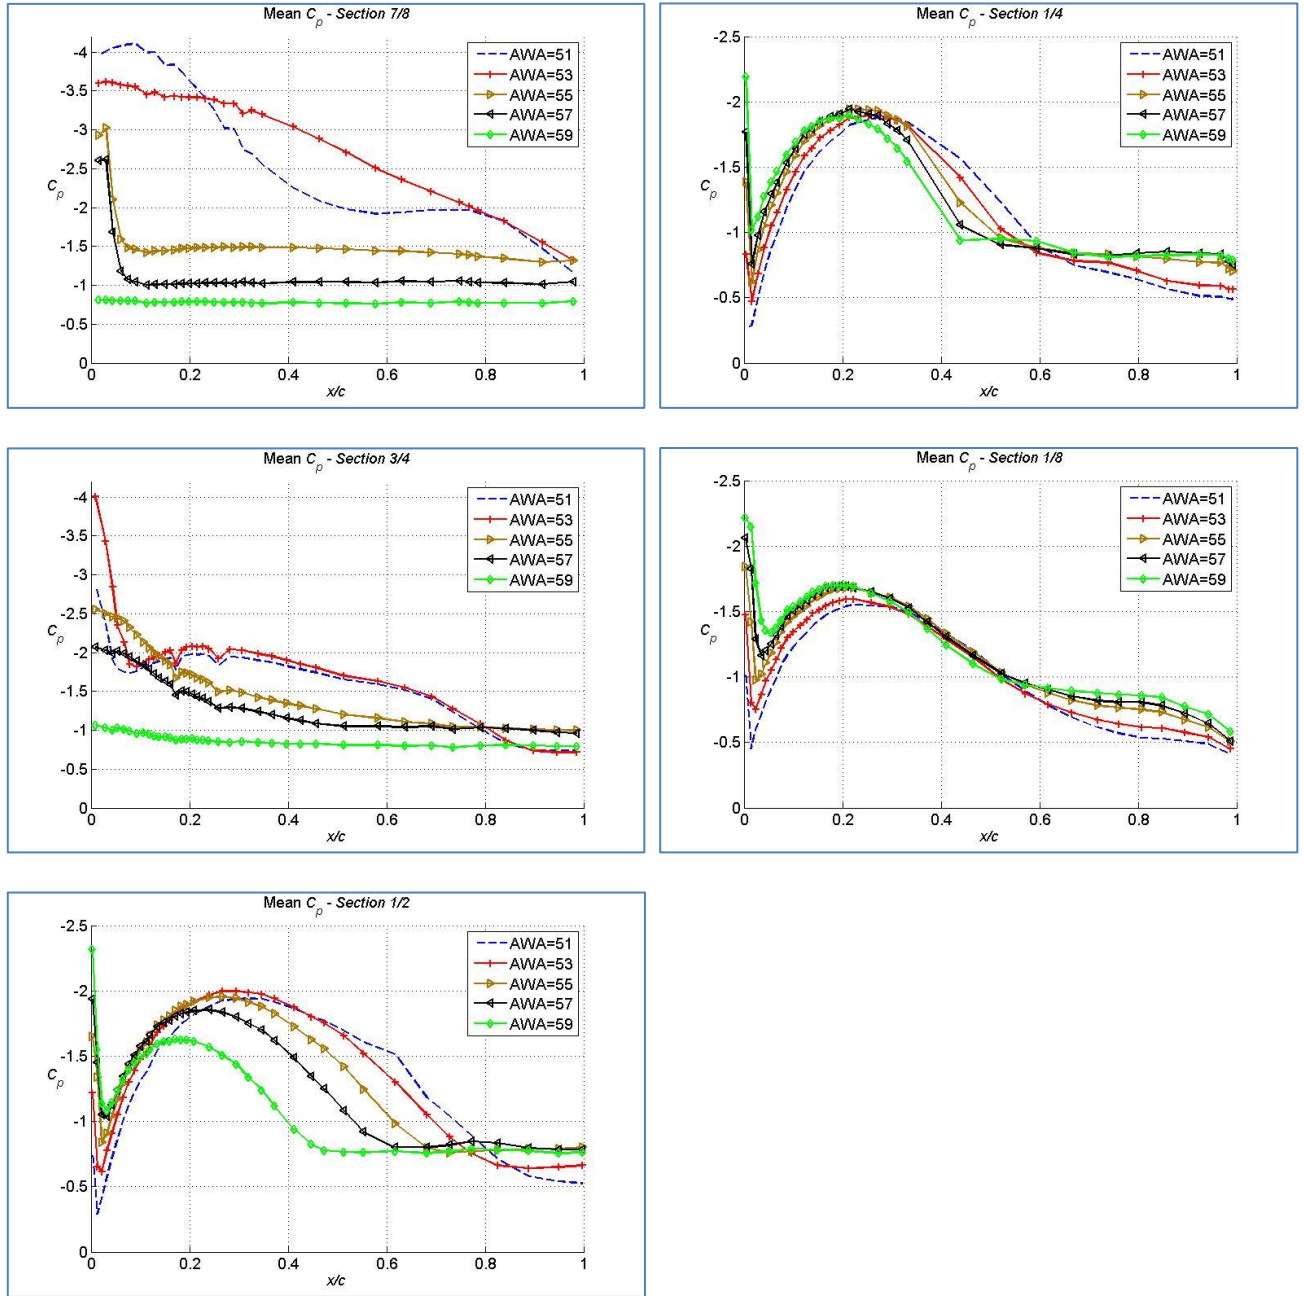 Mean C_p - Section 7/8
-4
-3.5
-3
-2.5
-2
-1.5
-1
-0.5
0
C_p
0 0.2 0.4 0.6 0.8 1
x/c
AWA=51
AWA=53
AWA=55
AWA=57
AWA=59
Mean C_p - Section 1/4
-2.5
-2
-1.5
-1
-0.5
0
C_p
0 0.2 0.4 0.6 0.8 1
x/c
AWA=51
AWA=53
AWA=55
AWA=57
AWA=59
Mean C_p - Section 3/4
-4
-3.5
-3
-2.5
-2
-1.5
-1
-0.5
0
C_p
0 0.2 0.4 0.6 0.8 1
x/c
AWA=51
AWA=53
AWA=55
AWA=57
AWA=59
Mean C_p - Section 1/8
-2.5
-2
-1.5
-1
-0.5
0
C_p
0 0.2 0.4 0.6 0.8 1
x/c
AWA=51
AWA=53
AWA=55
AWA=57
AWA=59
Mean C_p - Section 1/2
-2.5
-2
-1.5
-1
-0.5
0
C_p
0 0.2 0.4 0.6 0.8 1
x/c
AWA=51
AWA=53
AWA=55
AWA=57
AWA=59